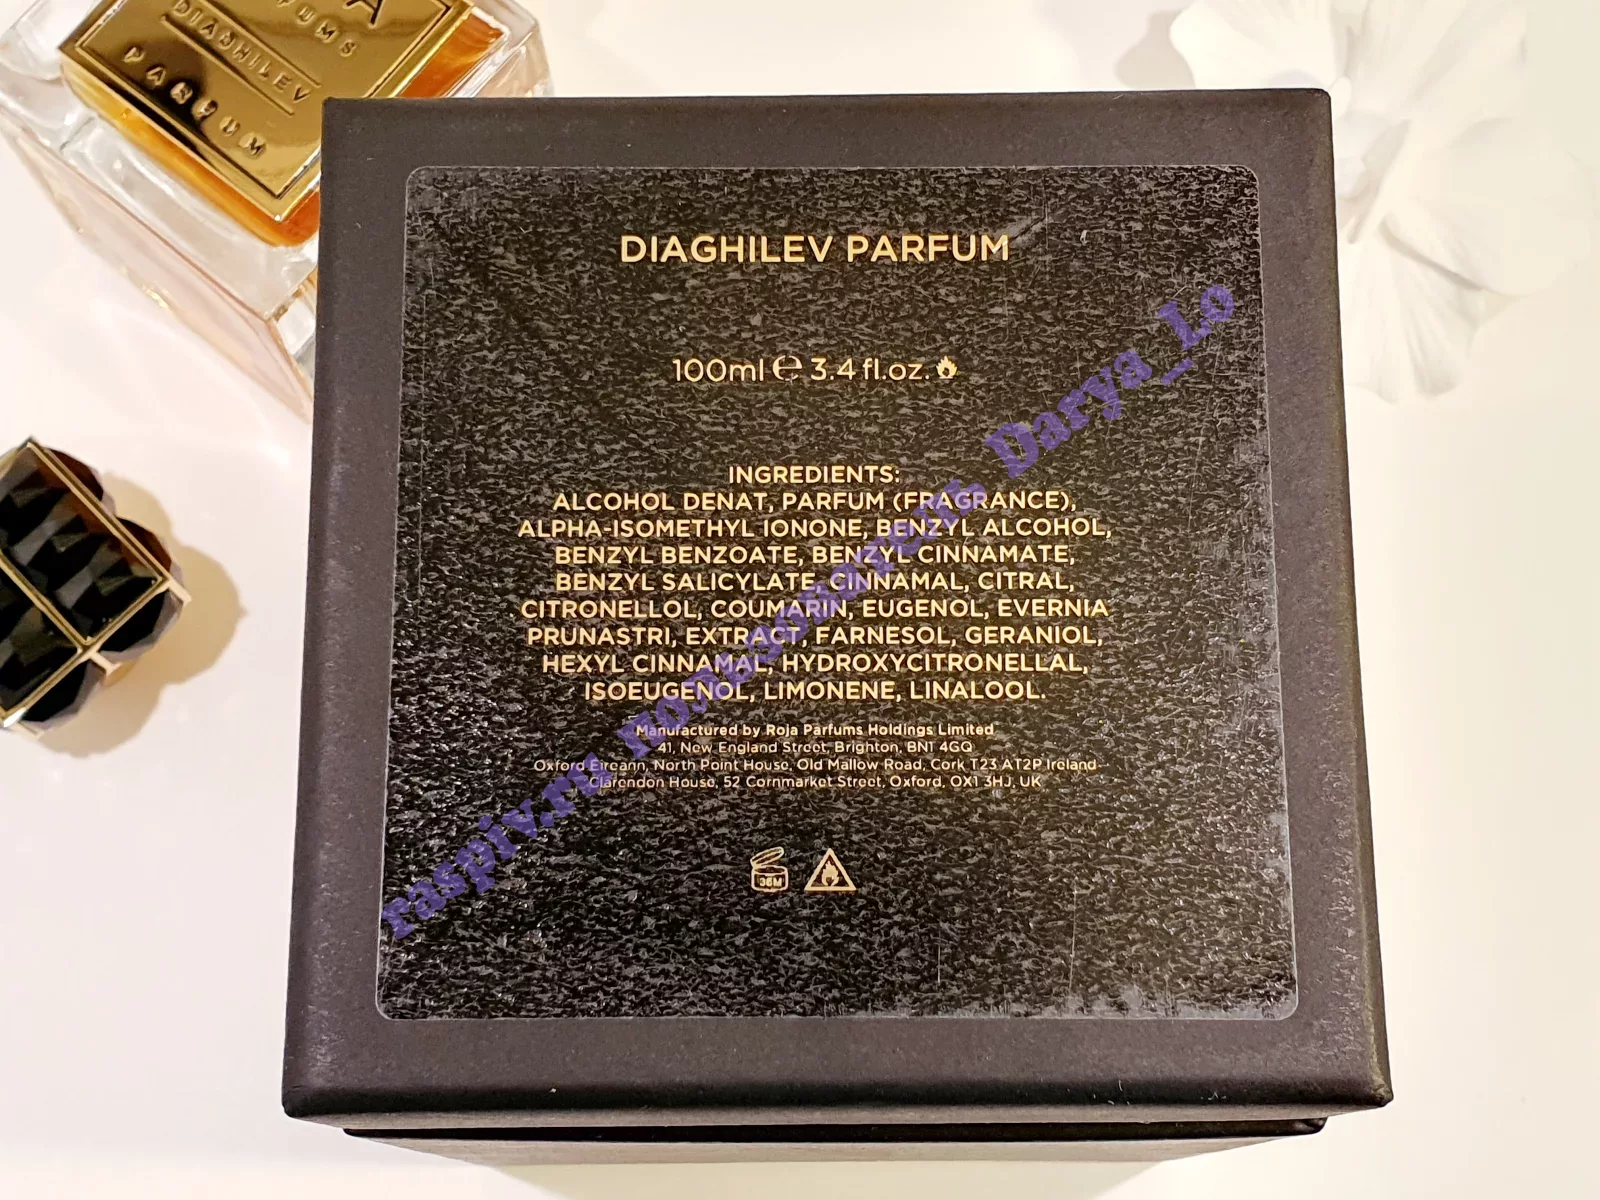 A
FUMS
DIAGHILEV
PARFUM
DIAGHILEV PARFUM
100ml ℮ 3.4 fl.oz.
INGREDIENTS:
ALCOHOL DENAT, PARFUM (FRAGRANCE),
ALPHA-ISOMETHYL IONONE, BENZYL ALCOHOL,
BENZYL BENZOATE, BENZYL CINNAMATE,
BENZYL SALICYLATE, CINNAMAL, CITRAL,
CITRONELLOL, COUMARIN, EUGENOL, EVERNIA
PRUNASTRI, EXTRACT, FARNESOL, GERANIOL,
HEXYL CINNAMAL, HYDROXYCITRONELLAL,
ISOEUGENOL, LIMONENE, LINALOOL.
Manufactured by Roja Parfums Holdings Limited
41, New England Street, Brighton, BN1 4GQ
Oxford Eireann, North Point House, Old Mallow Road, Cork T23 AT2P Ireland
Clarendon House, 52 Cornmarket Street, Oxford, OX1 3HJ, UK
36M
raspiv.ru, пользователь Darya_Lo